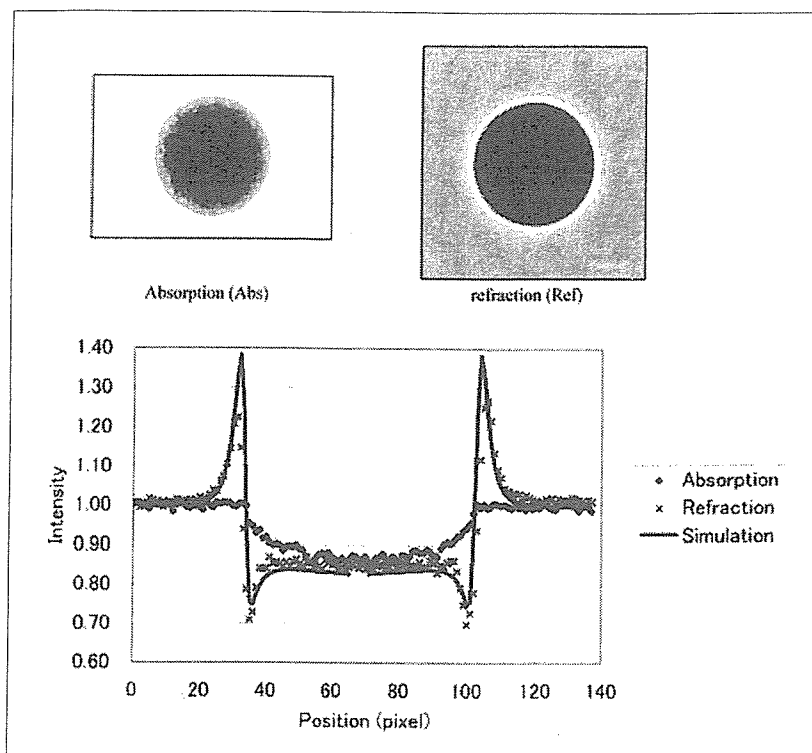 Absorption (Abs)
refraction (Ref)
1.40
1.30
1.20
1.10
1.00
0.90
0.80
0.70
0.60
Intensity
0 20 40 60 80 100 120 140
Position (pixel)
Absorption
Refraction
Simulation